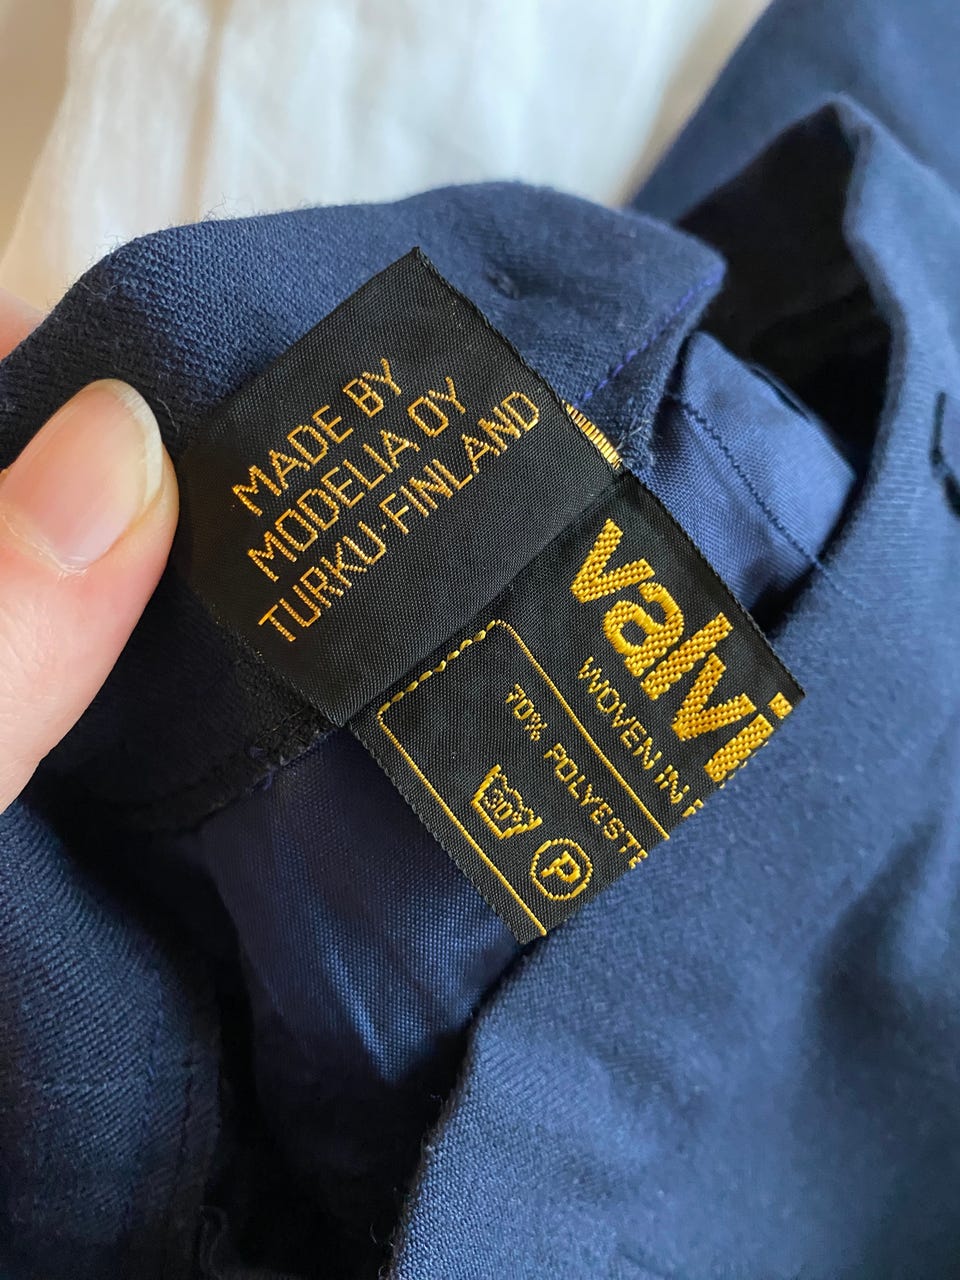 MADE BY
MODELIA OY
TURKU·FINLAND
valvi
WOVEN IN
70% POLYESTE
30°
P